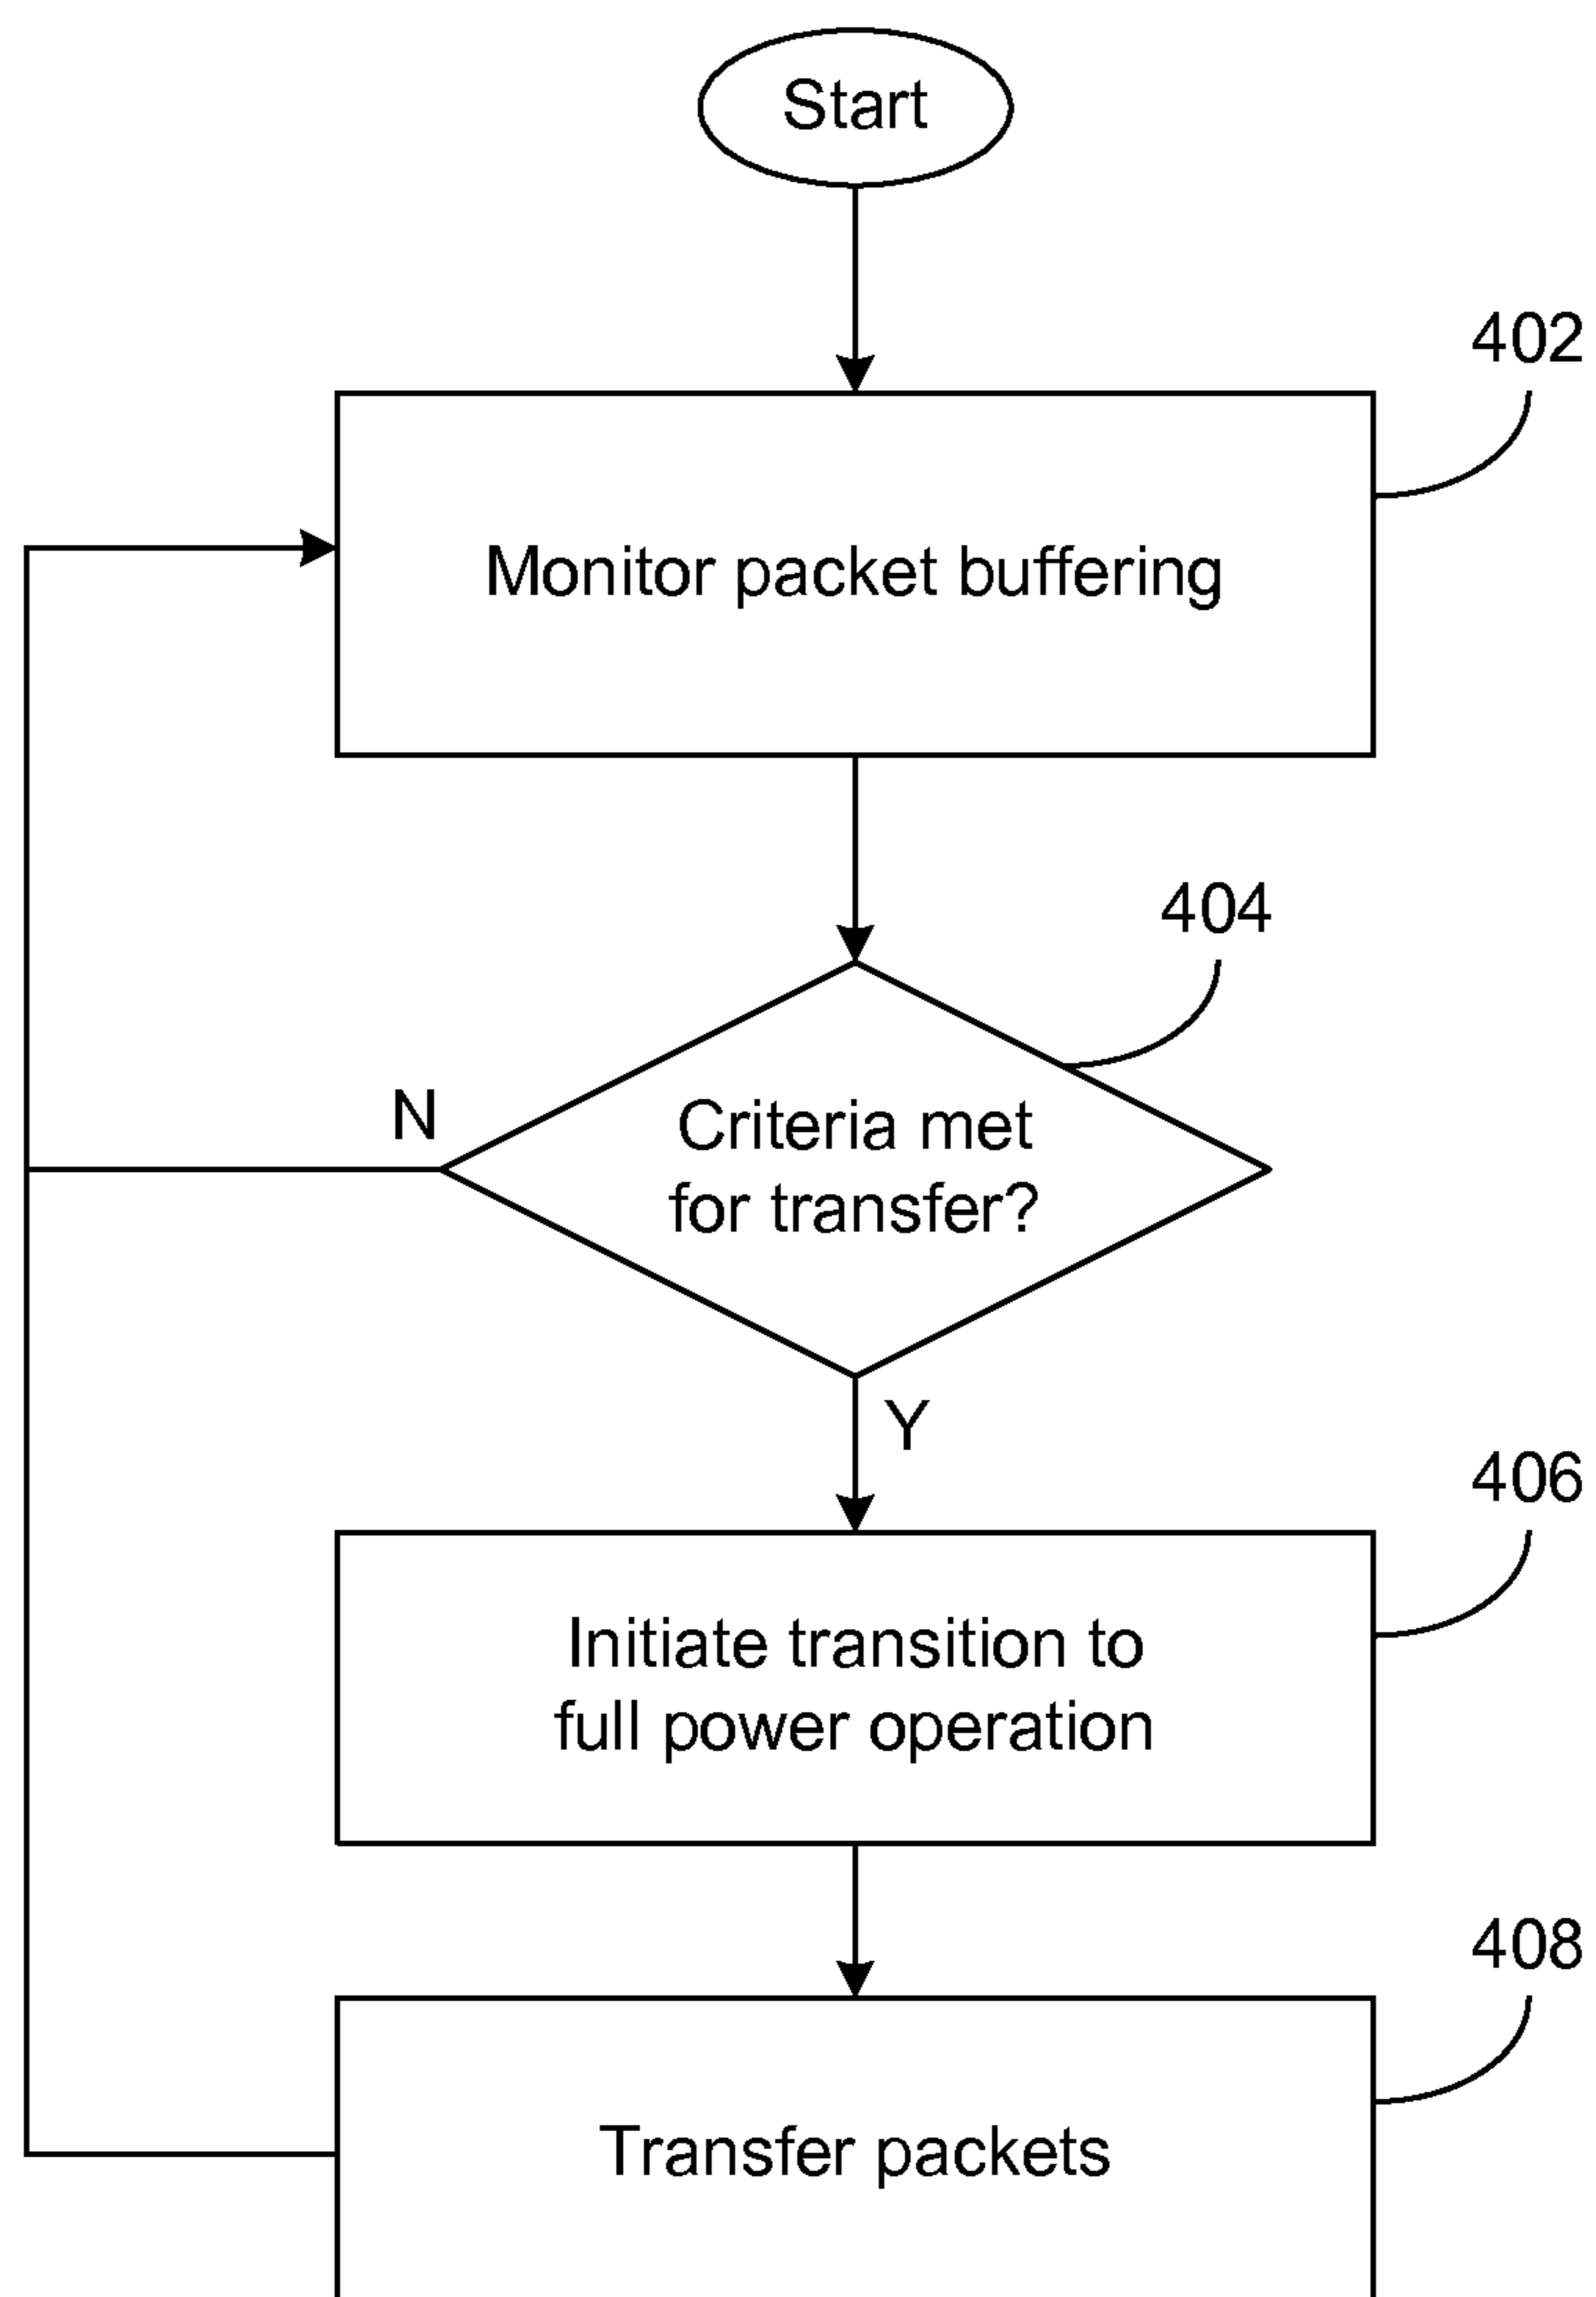 Start
402
Monitor packet buffering
404
N
Criteria met
for transfer?
Y
406
Initiate transition to
full power operation
408
Transfer packets